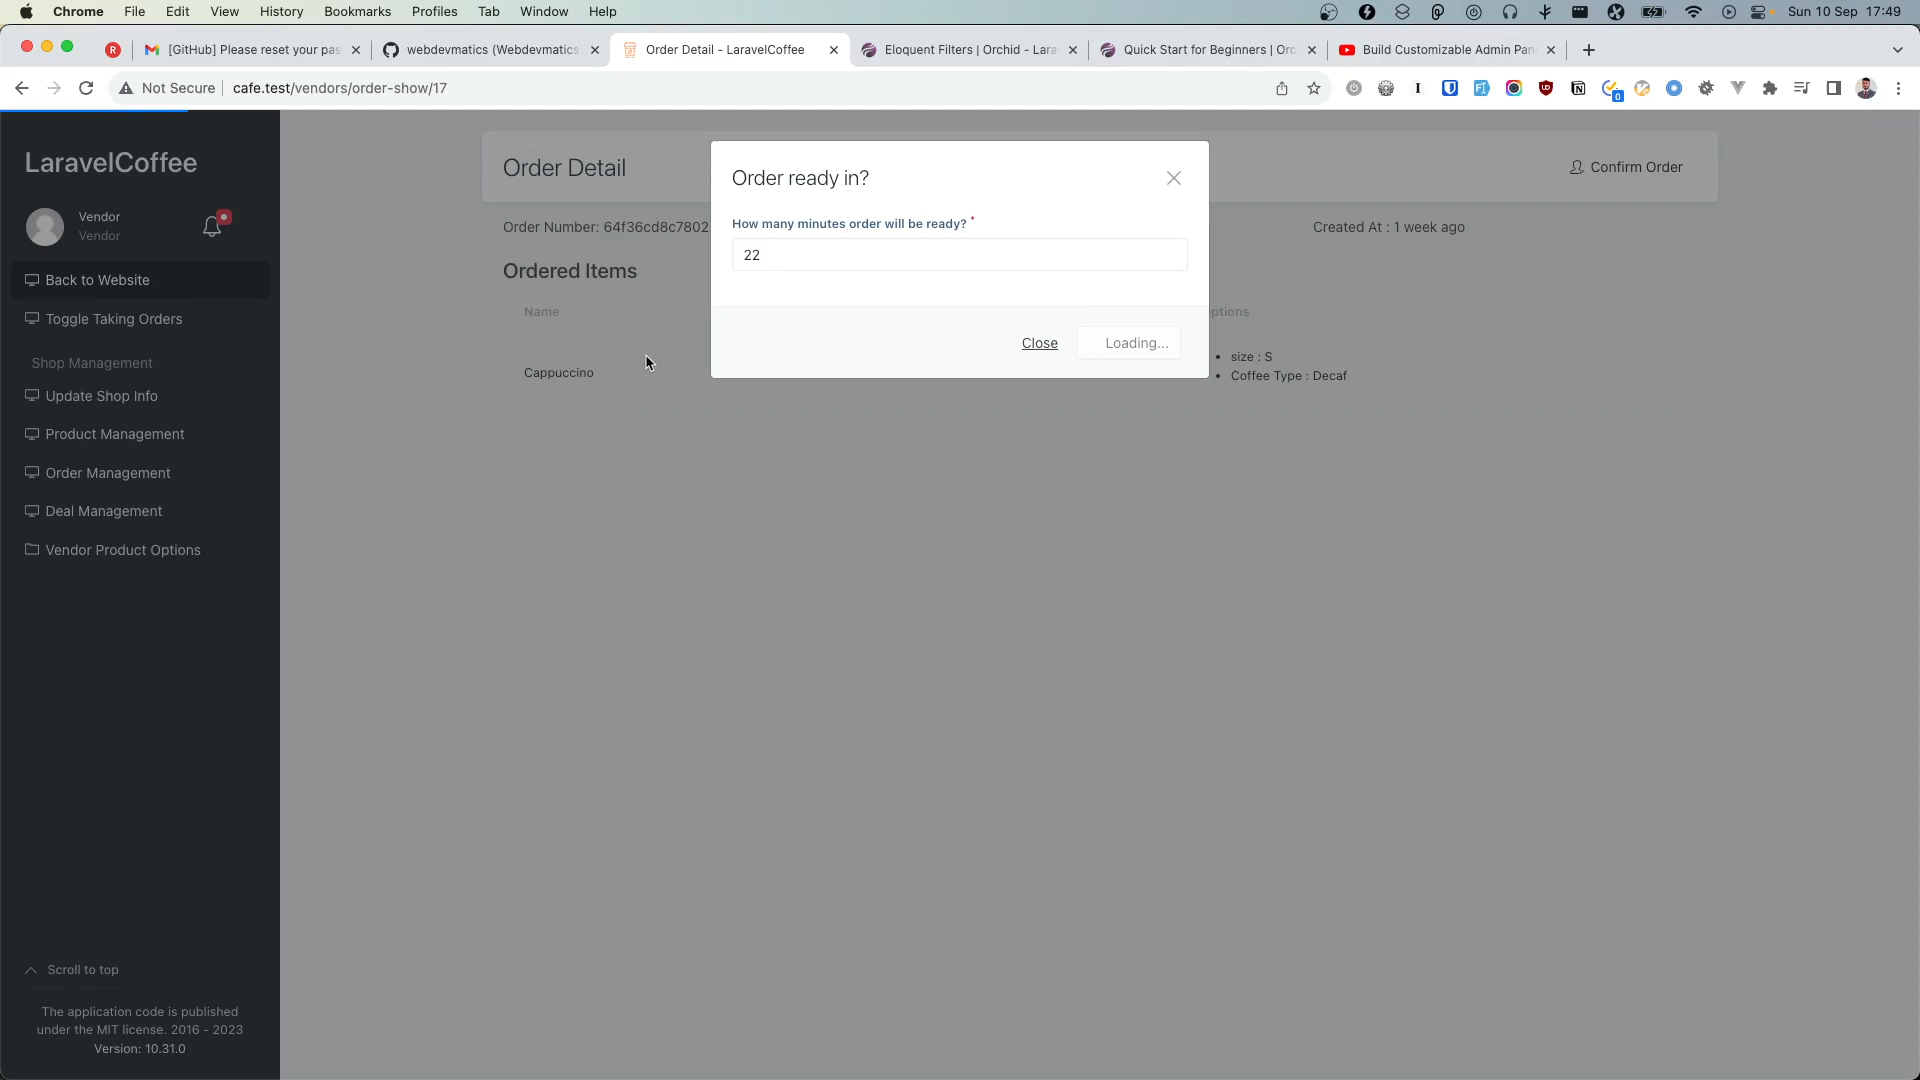 Chrome File Edit View History Bookmarks Profiles Tab Window Help
Sun 10 Sep 17:49
[GitHub] Please reset your pas
webdevmatics (Webdevmatics
Order Detail - LaravelCoffee
Eloquent Filters | Orchid - Lara
Quick Start for Beginners | Orc
Build Customizable Admin Pan
Not Secure
cafe.test/vendors/order-show/17
LaravelCoffee
Vendor
Vendor
Back to Website
Toggle Taking Orders
Shop Management
Update Shop Info
Product Management
Order Management
Deal Management
Vendor Product Options
Scroll to top
The application code is published
under the MIT license. 2016 - 2023
Version: 10.31.0
Order Detail
Confirm Order
Order Number: 64f36cd8c7802
Created At : 1 week ago
Ordered Items
Name
ptions
Cappuccino
size : S
Coffee Type : Decaf
Order ready in?
How many minutes order will be ready? *
22
Close
Loading...